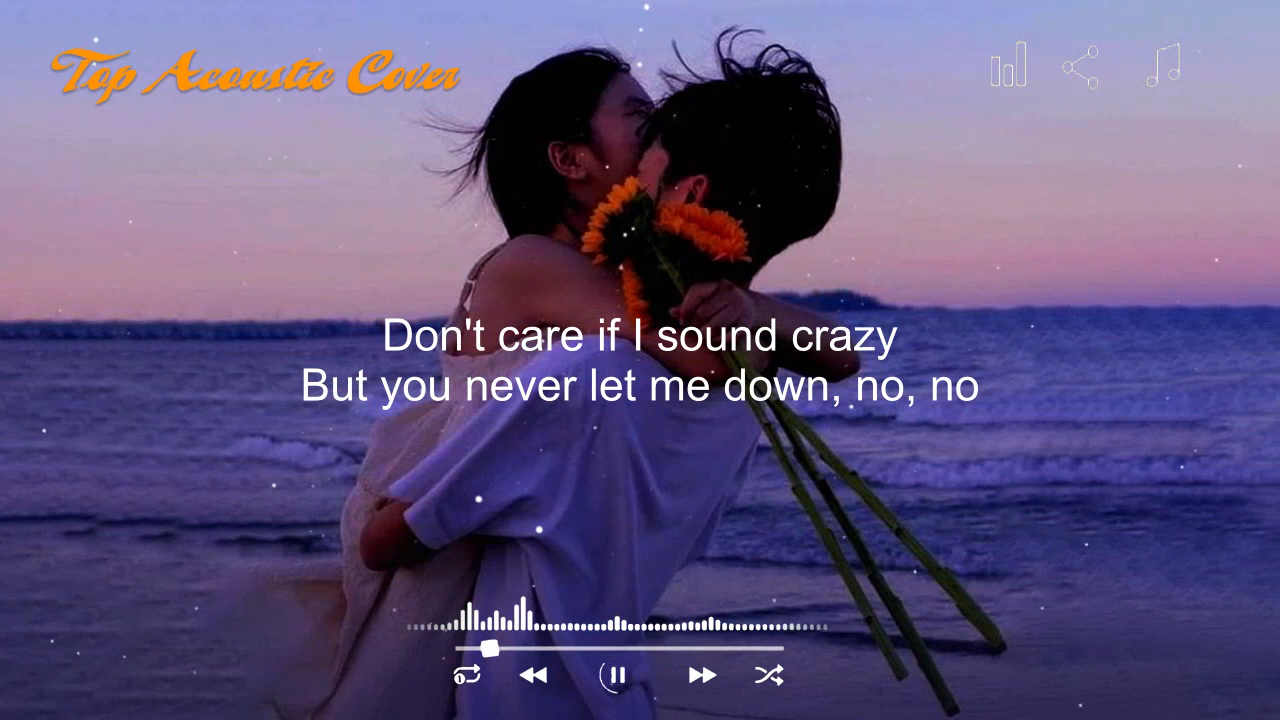 Top Acoustic Cover
Don't care if I sound crazy
But you never let me down, no, no